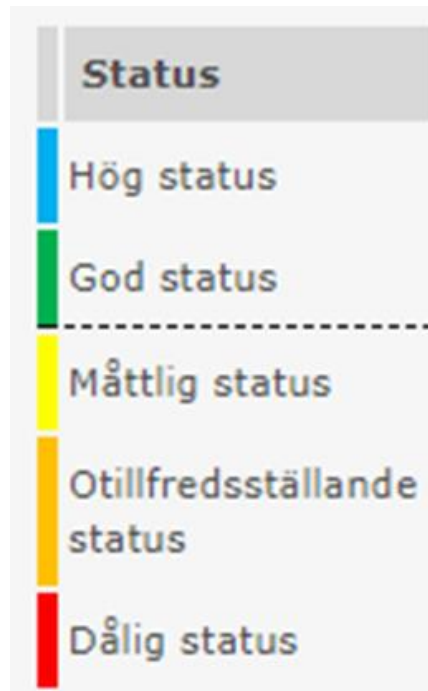 Status
Hög status
God status
Måttlig status
Otillfredsställande
status
Dålig status